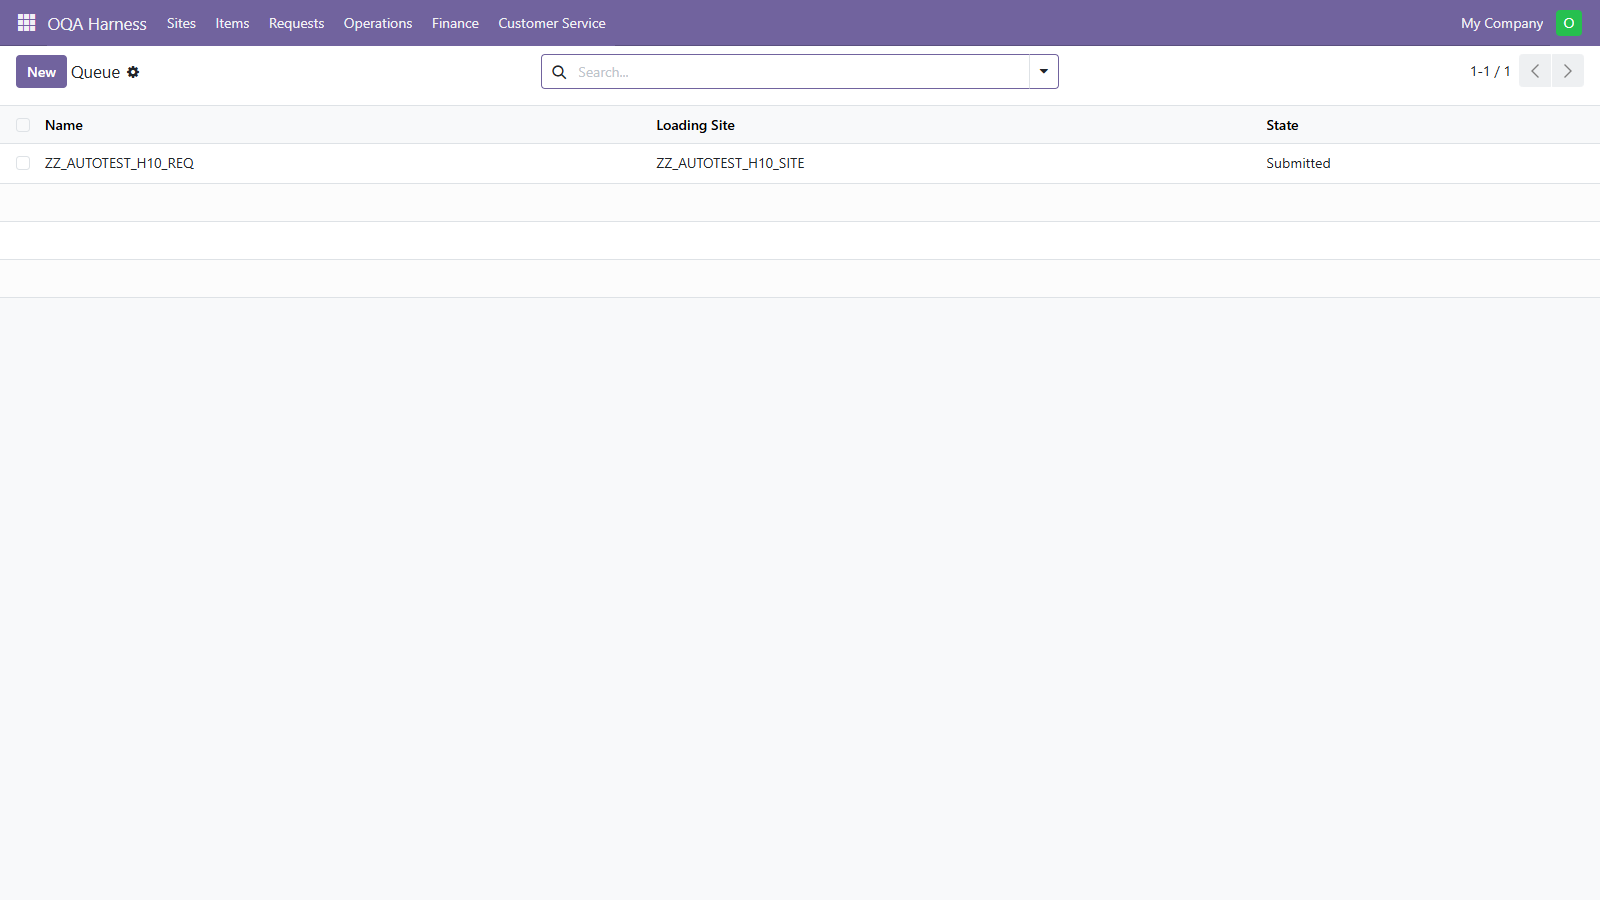 OQA Harness Sites Items Requests Operations Finance Customer Service My Company O
New Queue Search... 1-1 / 1
Name Loading Site State
ZZ_AUTOTEST_H10_REQ ZZ_AUTOTEST_H10_SITE Submitted